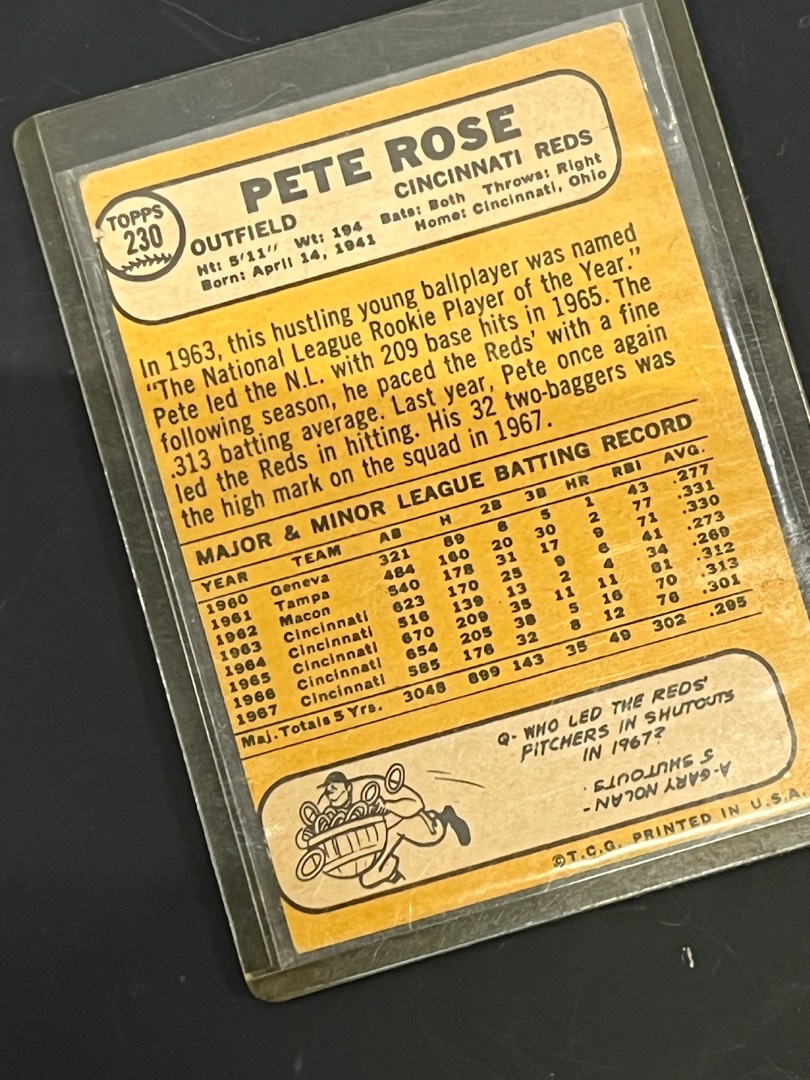 TOPPS
230
PETE ROSE
OUTFIELD CINCINNATI REDS
Ht: 5'11" Wt: 194 Bats: Both Throws: Right
Born: April 14, 1941 Home: Cincinnati, Ohio
In 1963, this hustling young ballplayer was named
"The National League Rookie Player of the Year."
Pete led the N.L. with 209 base hits in 1965. The
following season, he paced the Reds' with a fine
.313 batting average. Last year, Pete once again
led the Reds in hitting. His 32 two-baggers was
the high mark on the squad in 1967.
MAJOR & MINOR LEAGUE BATTING RECORD
YEAR TEAM AB H 2B 3B HR RBI AVG.
1960 Geneva 321 89 8 5 1 43 .277
1961 Tampa 484 160 20 30 2 77 .331
1962 Macon 540 178 31 17 9 71 .330
1963 Cincinnati 623 170 25 9 6 41 .273
1964 Cincinnati 516 139 13 2 4 34 .269
1965 Cincinnati 670 209 35 11 11 81 .312
1966 Cincinnati 654 205 38 5 16 70 .313
1967 Cincinnati 585 176 32 8 12 76 .301
Maj. Totals 5 Yrs. 3048 899 143 35 49 302 .295
Q- WHO LED THE REDS'
PITCHERS IN SHUTOUTS
IN 1967?
A-GARY NOLAN -
5 SHUTOUTS.
©T.C.G. PRINTED IN U.S.A.